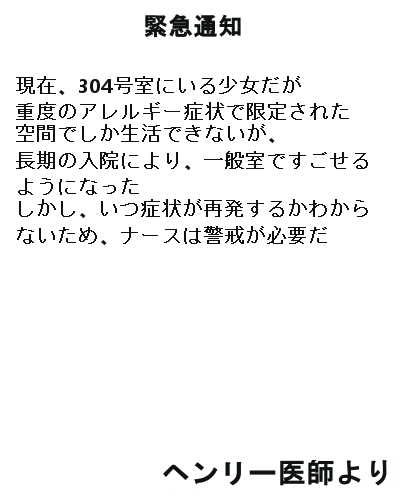 緊急通知
現在、304号室にいる少女だが
重度のアレルギー症状で限定された
空間でしか生活できないが、
長期の入院により、一般室ですごせる
ようになった
しかし、いつ症状が再発するかわから
ないため、ナースは警戒が必要だ
ヘンリー医師より